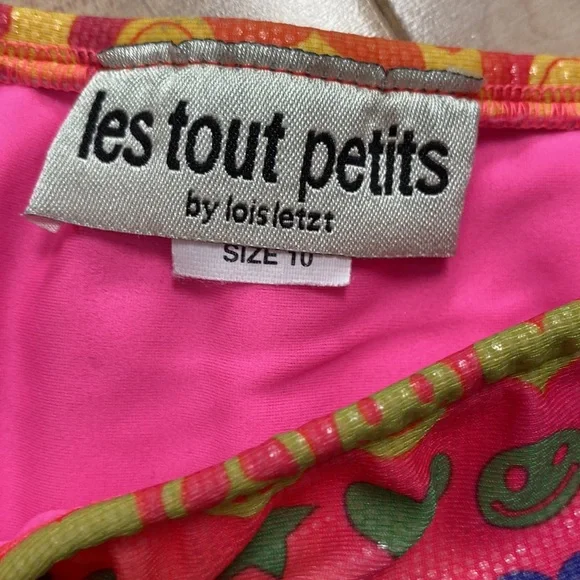 les tout petits
by lois letzt
SIZE 10